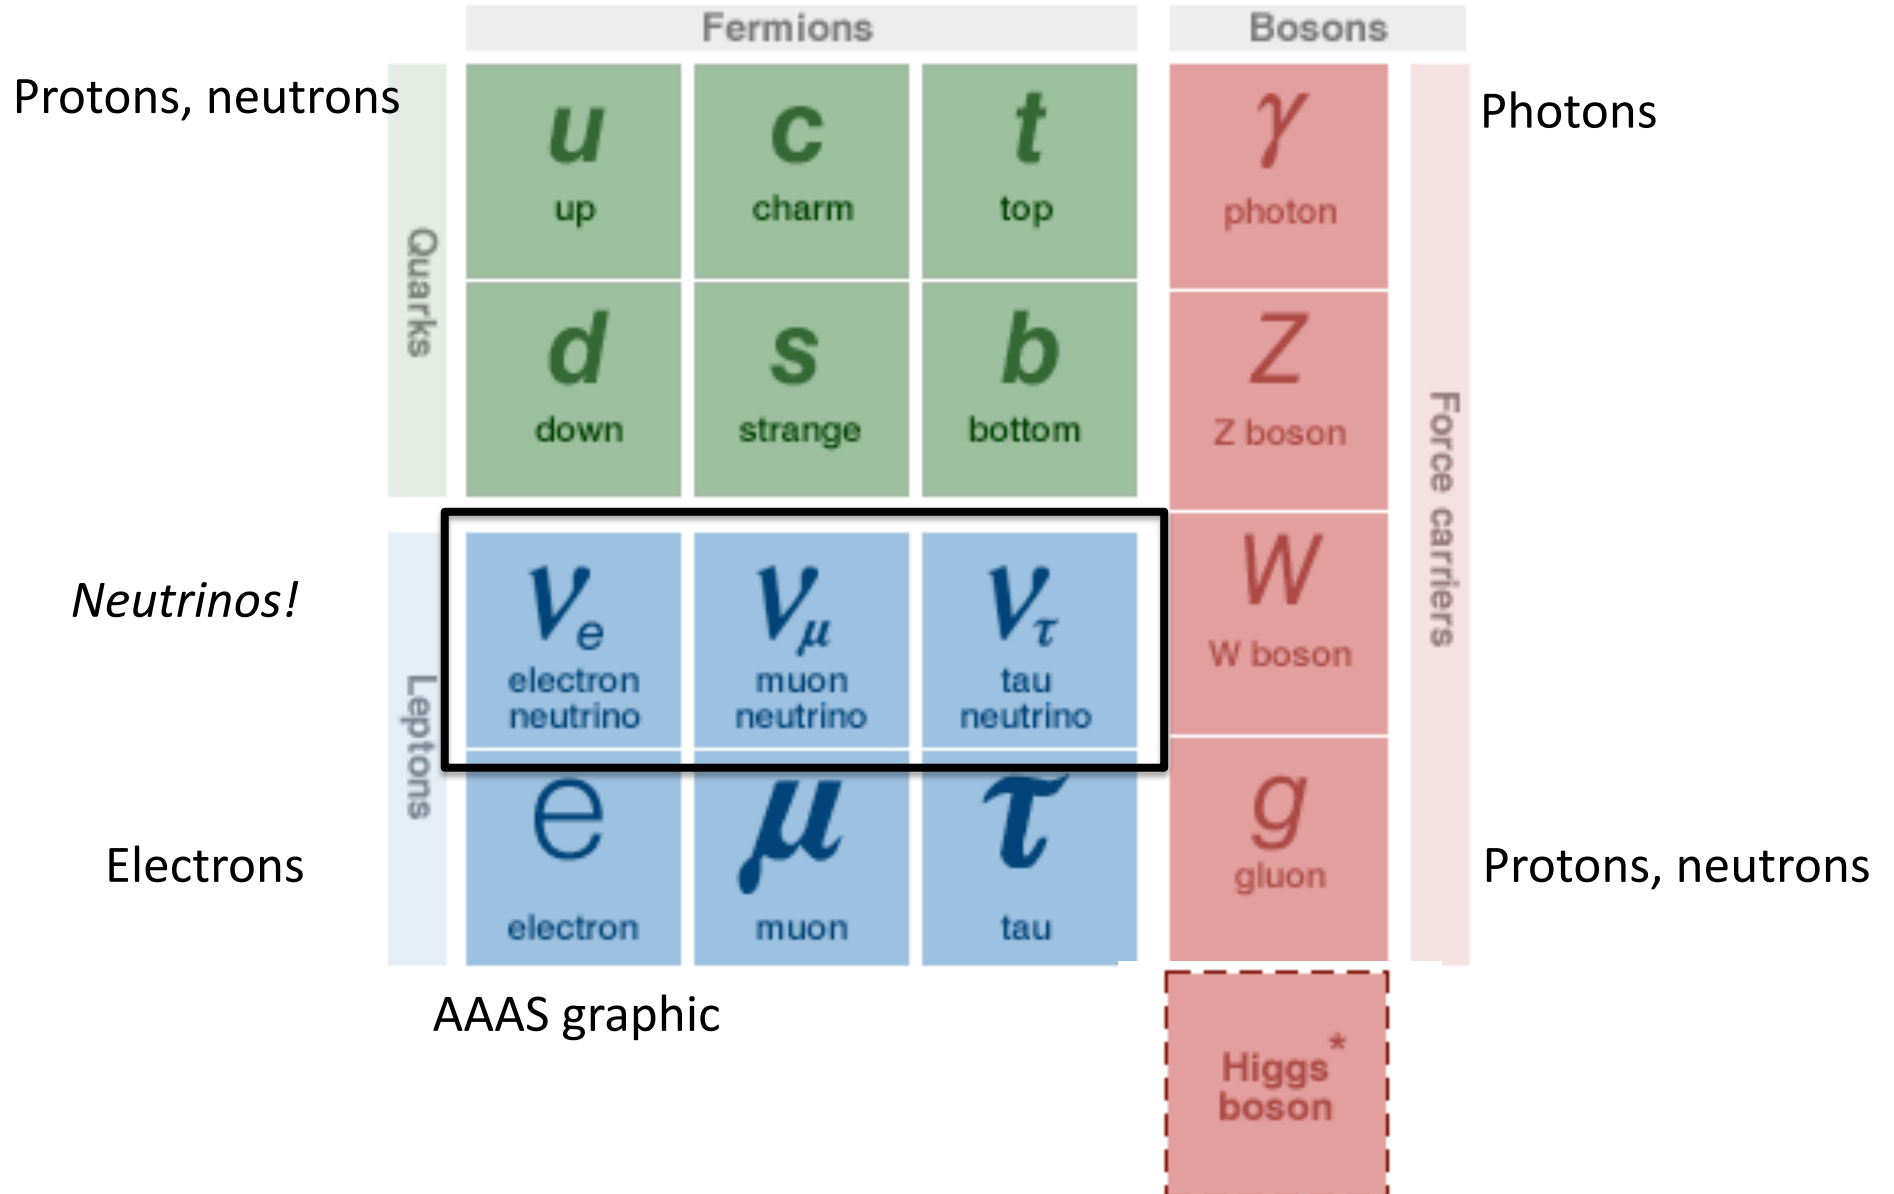 Fermions
Bosons
Protons, neutrons
Quarks
u
up
c
charm
t
top
γ
photon
Photons
d
down
s
strange
b
bottom
Z
Z boson
Force carriers
Neutrinos!
Leptons
νe
electron
neutrino
νμ
muon
neutrino
ντ
tau
neutrino
W
W boson
Electrons
e
electron
μ
muon
τ
tau
g
gluon
Protons, neutrons
AAAS graphic
Higgs*
boson